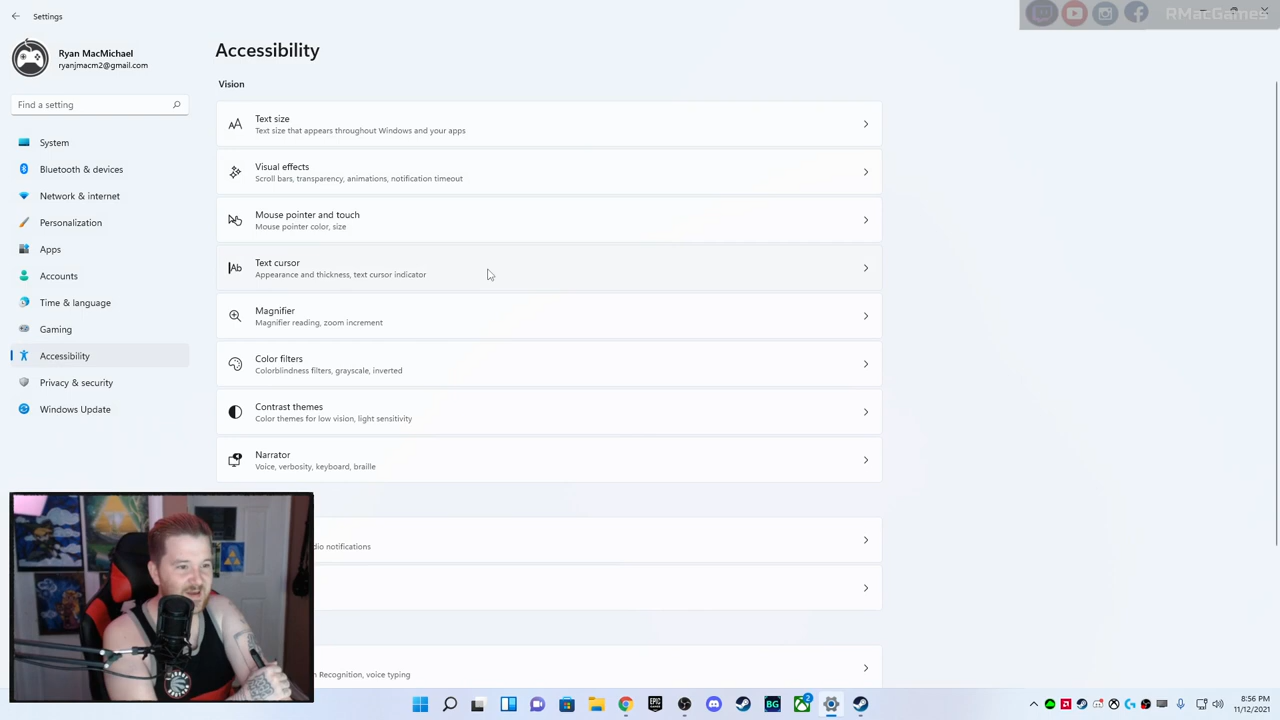 Settings
RMacGames
Ryan MacMichael
ryanjmacm2@gmail.com
Find a setting
System
Bluetooth & devices
Network & internet
Personalization
Apps
Accounts
Time & language
Gaming
Accessibility
Privacy & security
Windows Update
Accessibility
Vision
Text size
Text size that appears throughout Windows and your apps
Visual effects
Scroll bars, transparency, animations, notification timeout
Mouse pointer and touch
Mouse pointer color, size
Ab
Text cursor
Appearance and thickness, text cursor indicator
Magnifier
Magnifier reading, zoom increment
Color filters
Colorblindness filters, grayscale, inverted
Contrast themes
Color themes for low vision, light sensitivity
Narrator
Voice, verbosity, keyboard, braille
dio notifications
n Recognition, voice typing
EPIC
BG
2
8:56 PM
11/12/2021